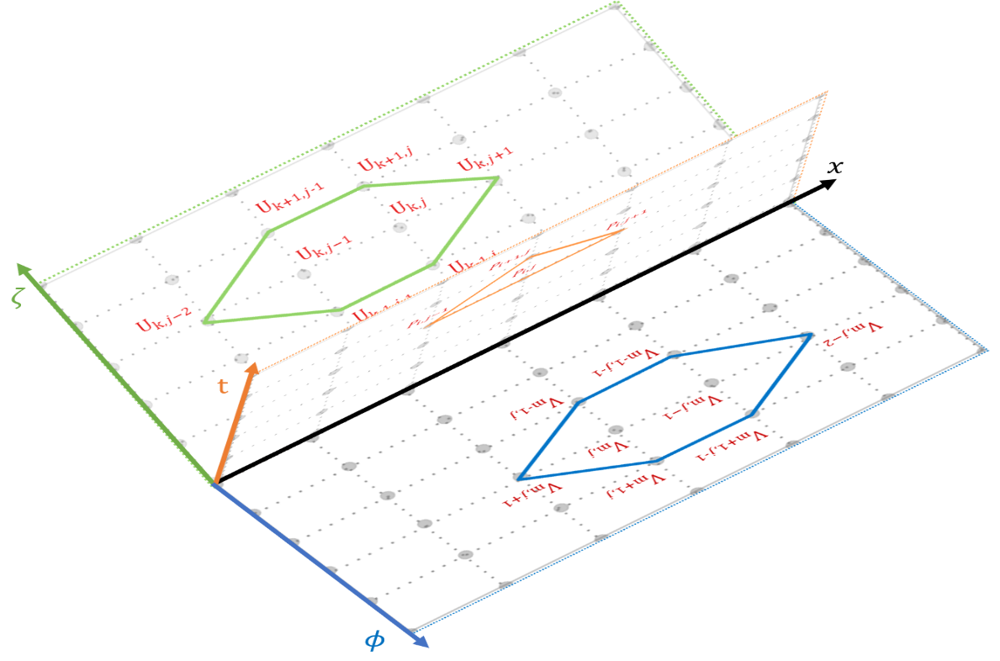 x
U_{k+1,j}
U_{k,j+1}
U_{k+1,j-1}
U_{k,j}
U_{k,j-1}
ζ
U_{k,j-2}
t
V_{m,j-2}
V_{m-1,j-1}
V_{m-1,j}
V_{m,j-1}
V_{m,j}
V_{m+1,j-1}
V_{m+1,j}
V_{m,j+1}
ϕ